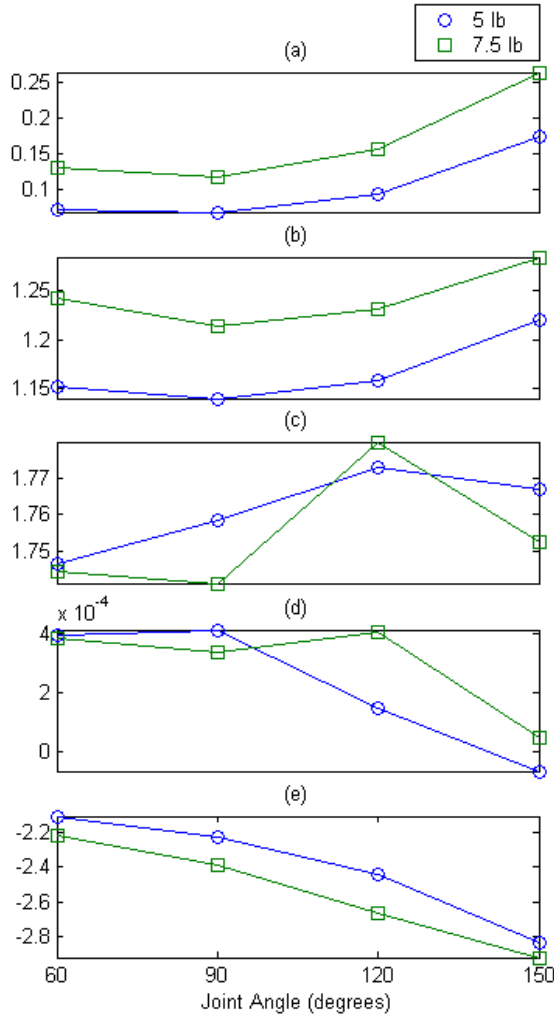 5 lb
7.5 lb
(a)
0.25
0.2
0.15
0.1
(b)
1.25
1.2
1.15
(c)
1.77
1.76
1.75
x 10⁻⁴
(d)
4
2
0
(e)
-2.2
-2.4
-2.6
-2.8
60 90 120 150
Joint Angle (degrees)